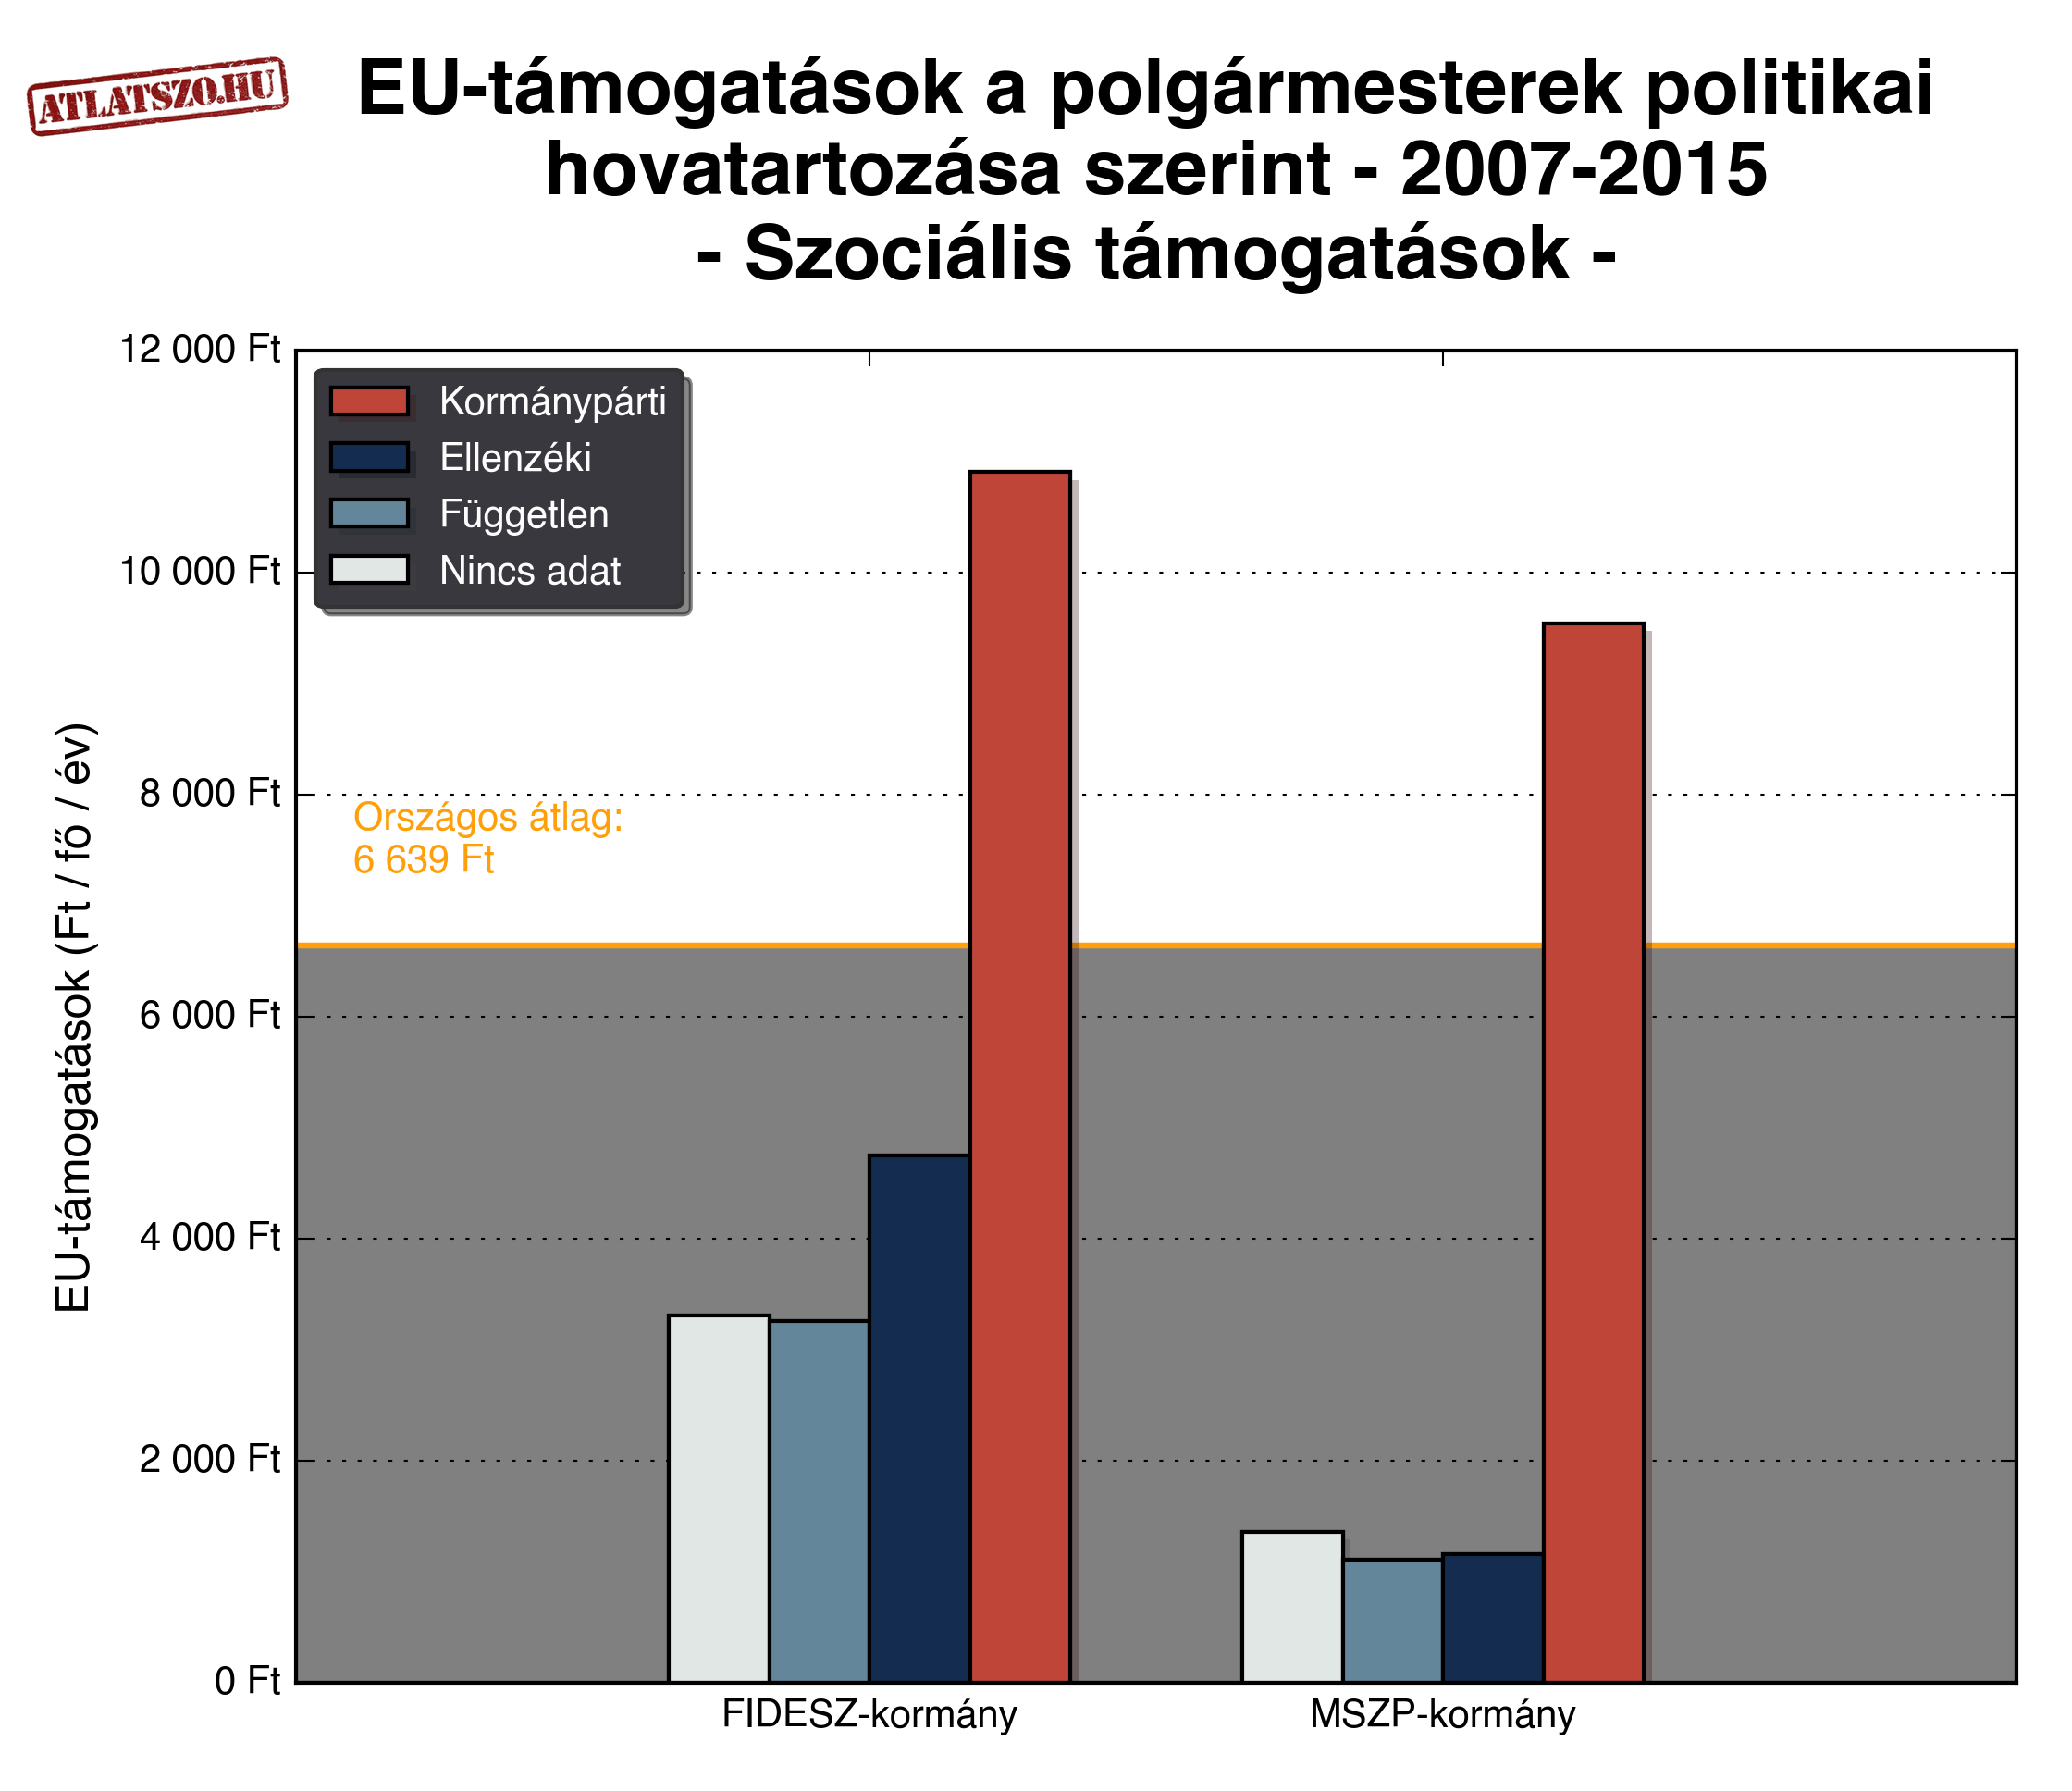 ATLATSZO.HU
EU-támogatások a polgármesterek politikai
hovatartozása szerint - 2007-2015
- Szociális támogatások -
12 000 Ft
10 000 Ft
8 000 Ft
6 000 Ft
4 000 Ft
2 000 Ft
0 Ft
EU-támogatások (Ft / fő / év)
Kormánypárti
Ellenzéki
Független
Nincs adat
Országos átlag:
6 639 Ft
FIDESZ-kormány
MSZP-kormány